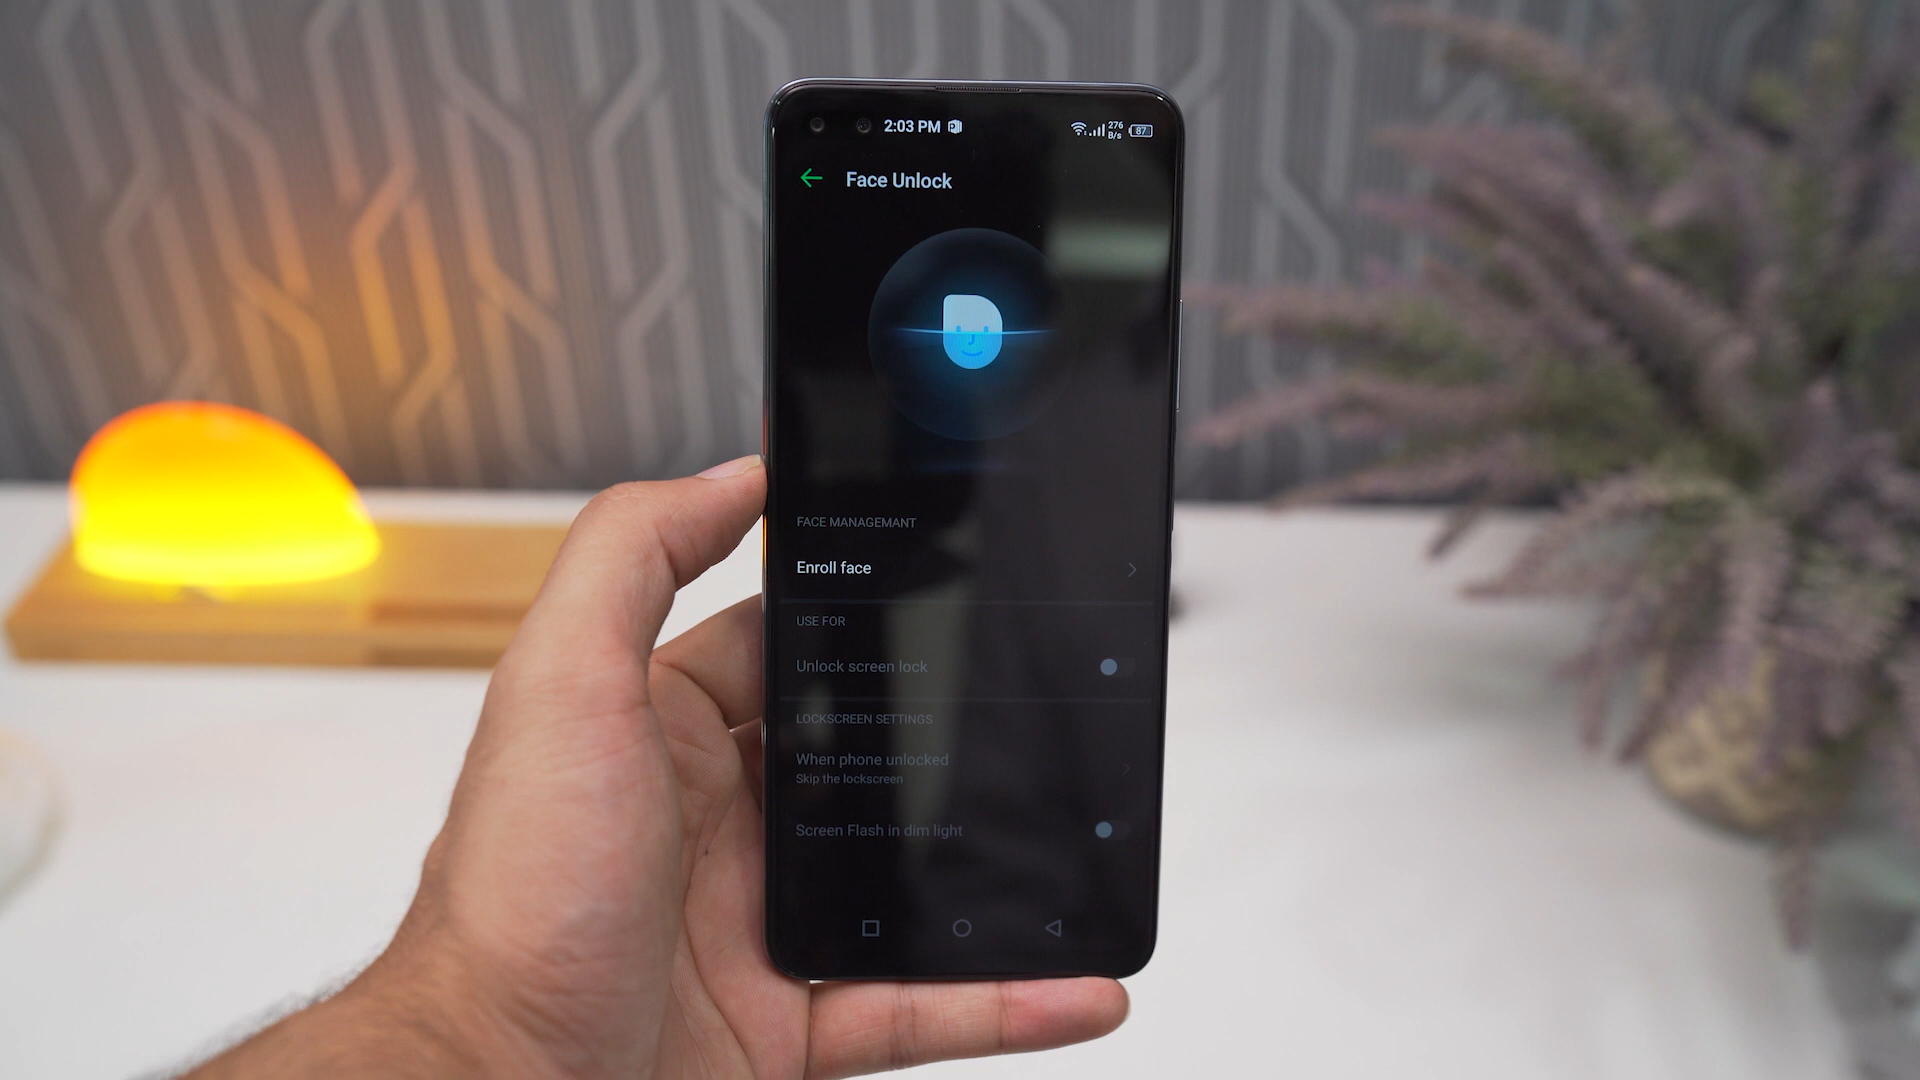 2:03 PM
276
B/s
87
Face Unlock
FACE MANAGEMANT
Enroll face
USE FOR
Unlock screen lock
LOCKSCREEN SETTINGS
When phone unlocked
Skip the lockscreen
Screen Flash in dim light